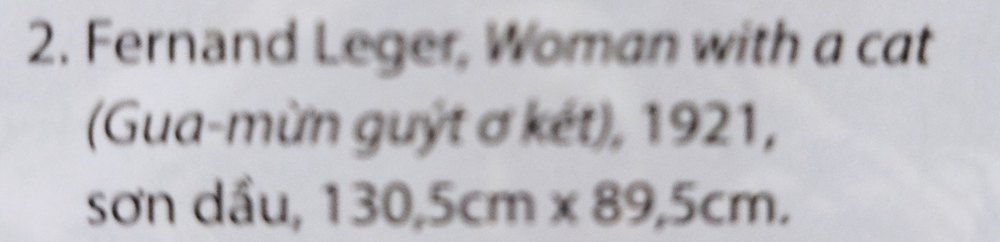 2. Fernand Leger, Woman with a cat
(Gua-mừn guýt ơ két), 1921,
sơn dầu, 130,5cm x 89,5cm.